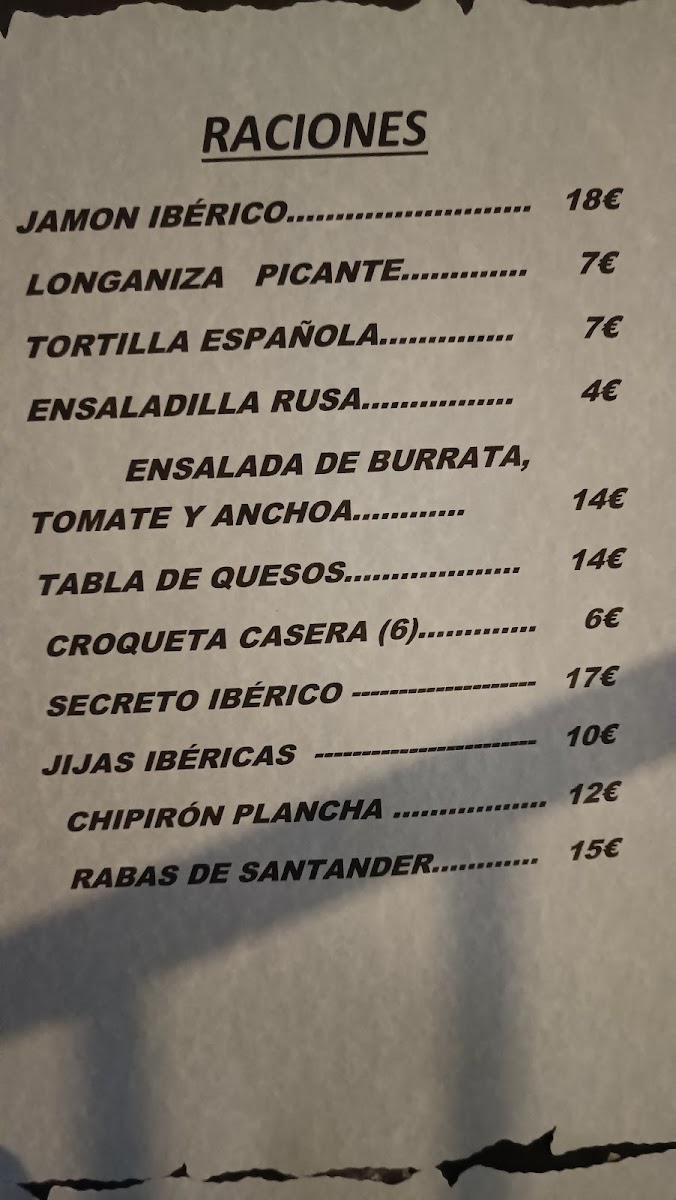 RACIONES
JAMON IBÉRICO......................... 18€
LONGANIZA PICANTE............. 7€
TORTILLA ESPAÑOLA.............. 7€
ENSALADILLA RUSA................ 4€
ENSALADA DE BURRATA,
TOMATE Y ANCHOA............ 14€
TABLA DE QUESOS................... 14€
CROQUETA CASERA (6)............. 6€
SECRETO IBÉRICO --------------------- 17€
JIJAS IBÉRICAS ------------------------- 10€
CHIPIRÓN PLANCHA ................. 12€
RABAS DE SANTANDER............ 15€